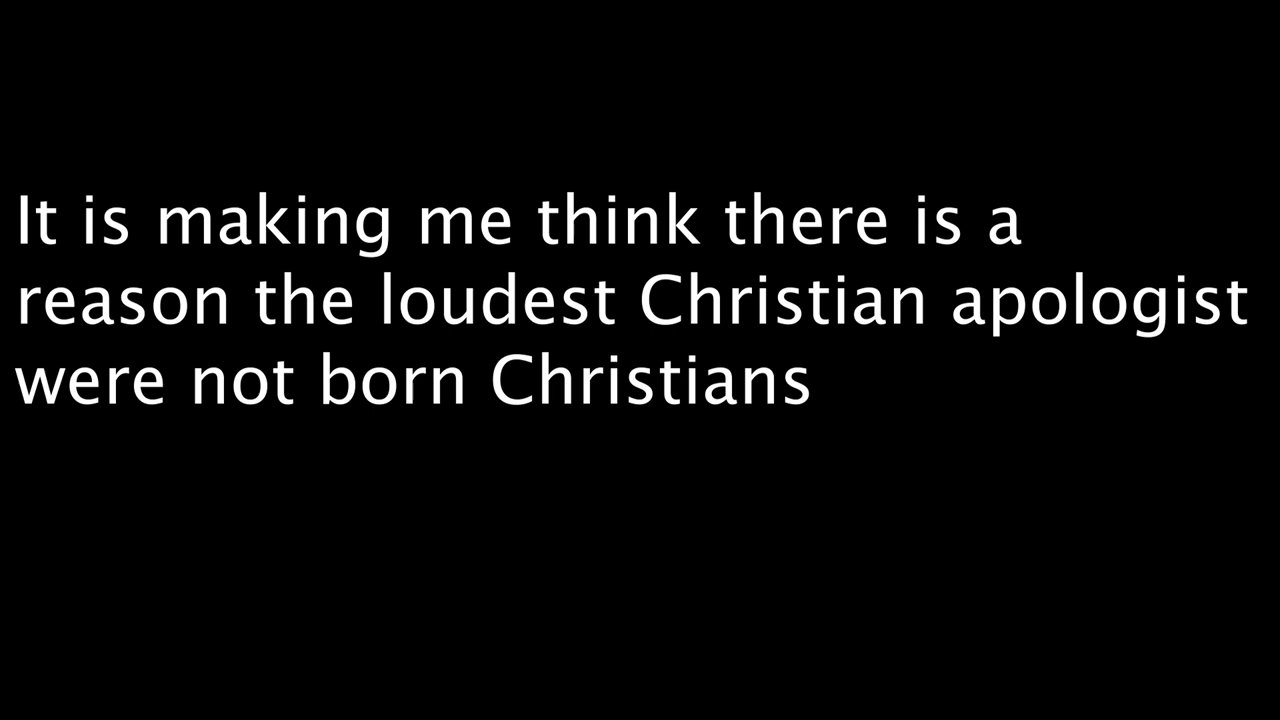 It is making me think there is a
reason the loudest Christian apologist
were not born Christians